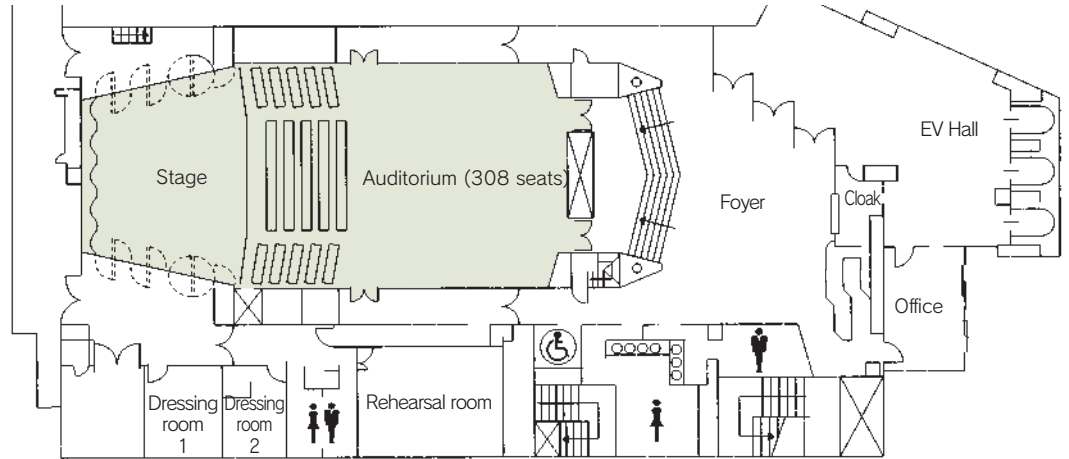 EV Hall
Stage
Auditorium (308 seats)
Cloak
Foyer
Office
Dressing
room
1
Dressing
room
2
Rehearsal room